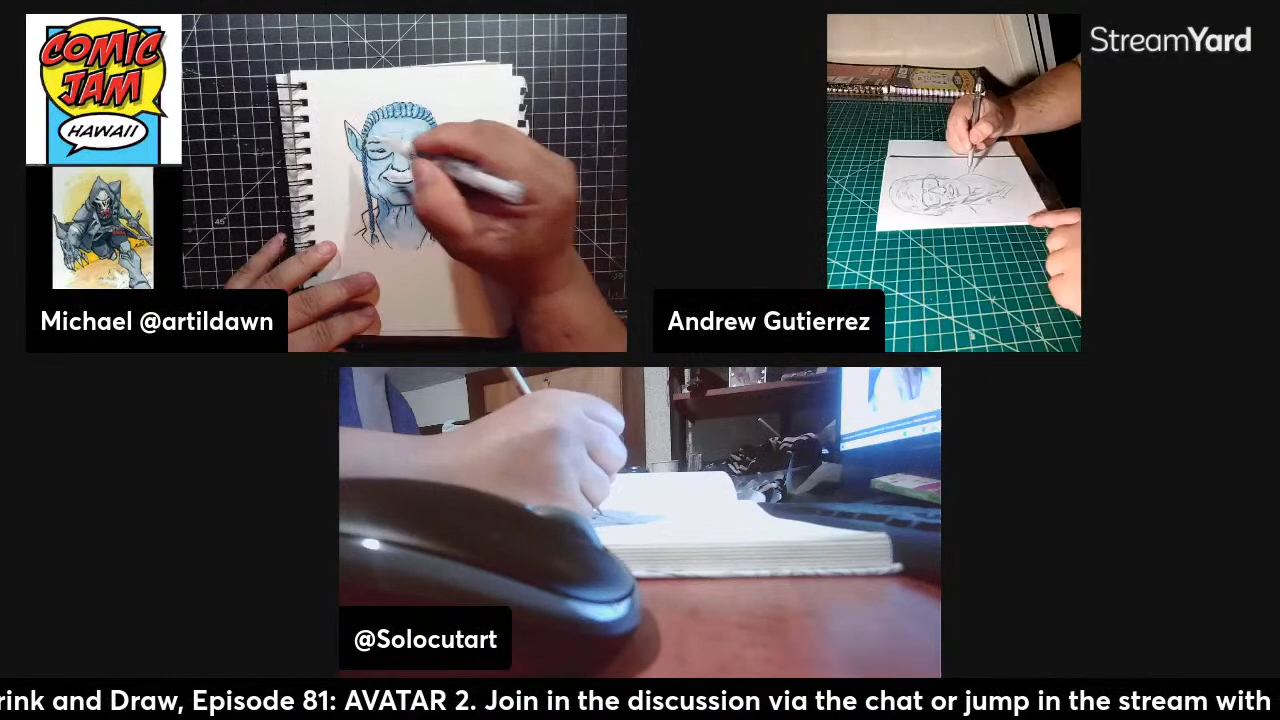 COMIC
JAM
HAWAII
StreamYard
Michael @artildawn
Andrew Gutierrez
@Solocutart
rink and Draw, Episode 81: AVATAR 2. Join in the discussion via the chat or jump in the stream with